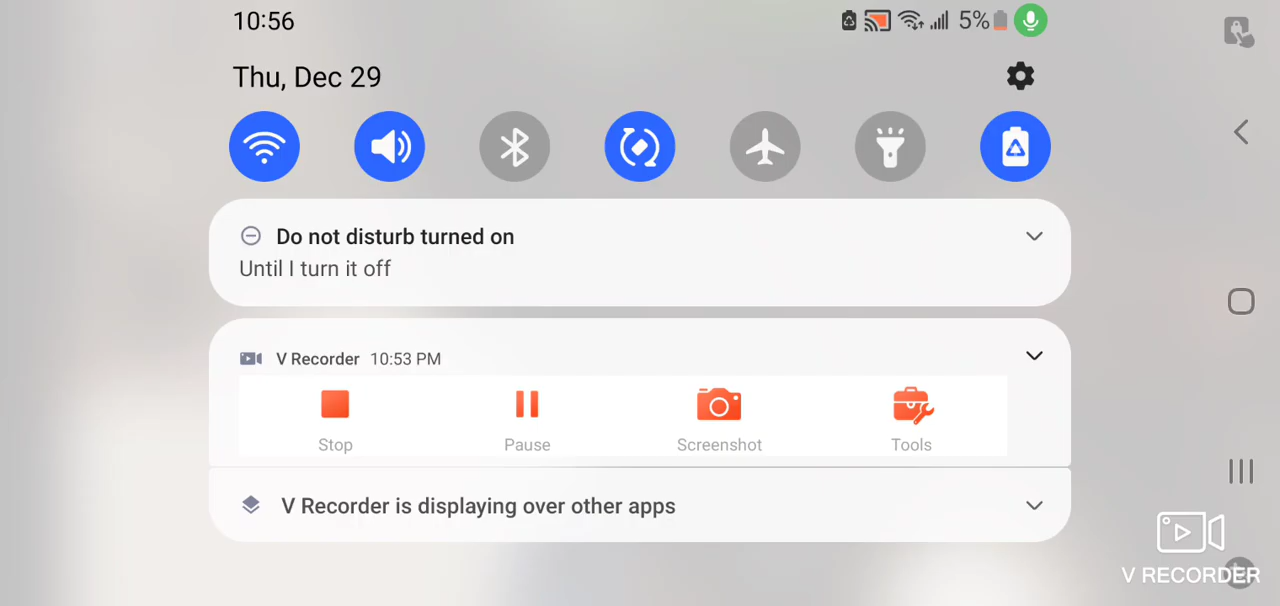 10:56
5%
Thu, Dec 29
Do not disturb turned on
Until I turn it off
V Recorder 10:53 PM
Stop Pause Screenshot Tools
V Recorder is displaying over other apps
V RECORDER